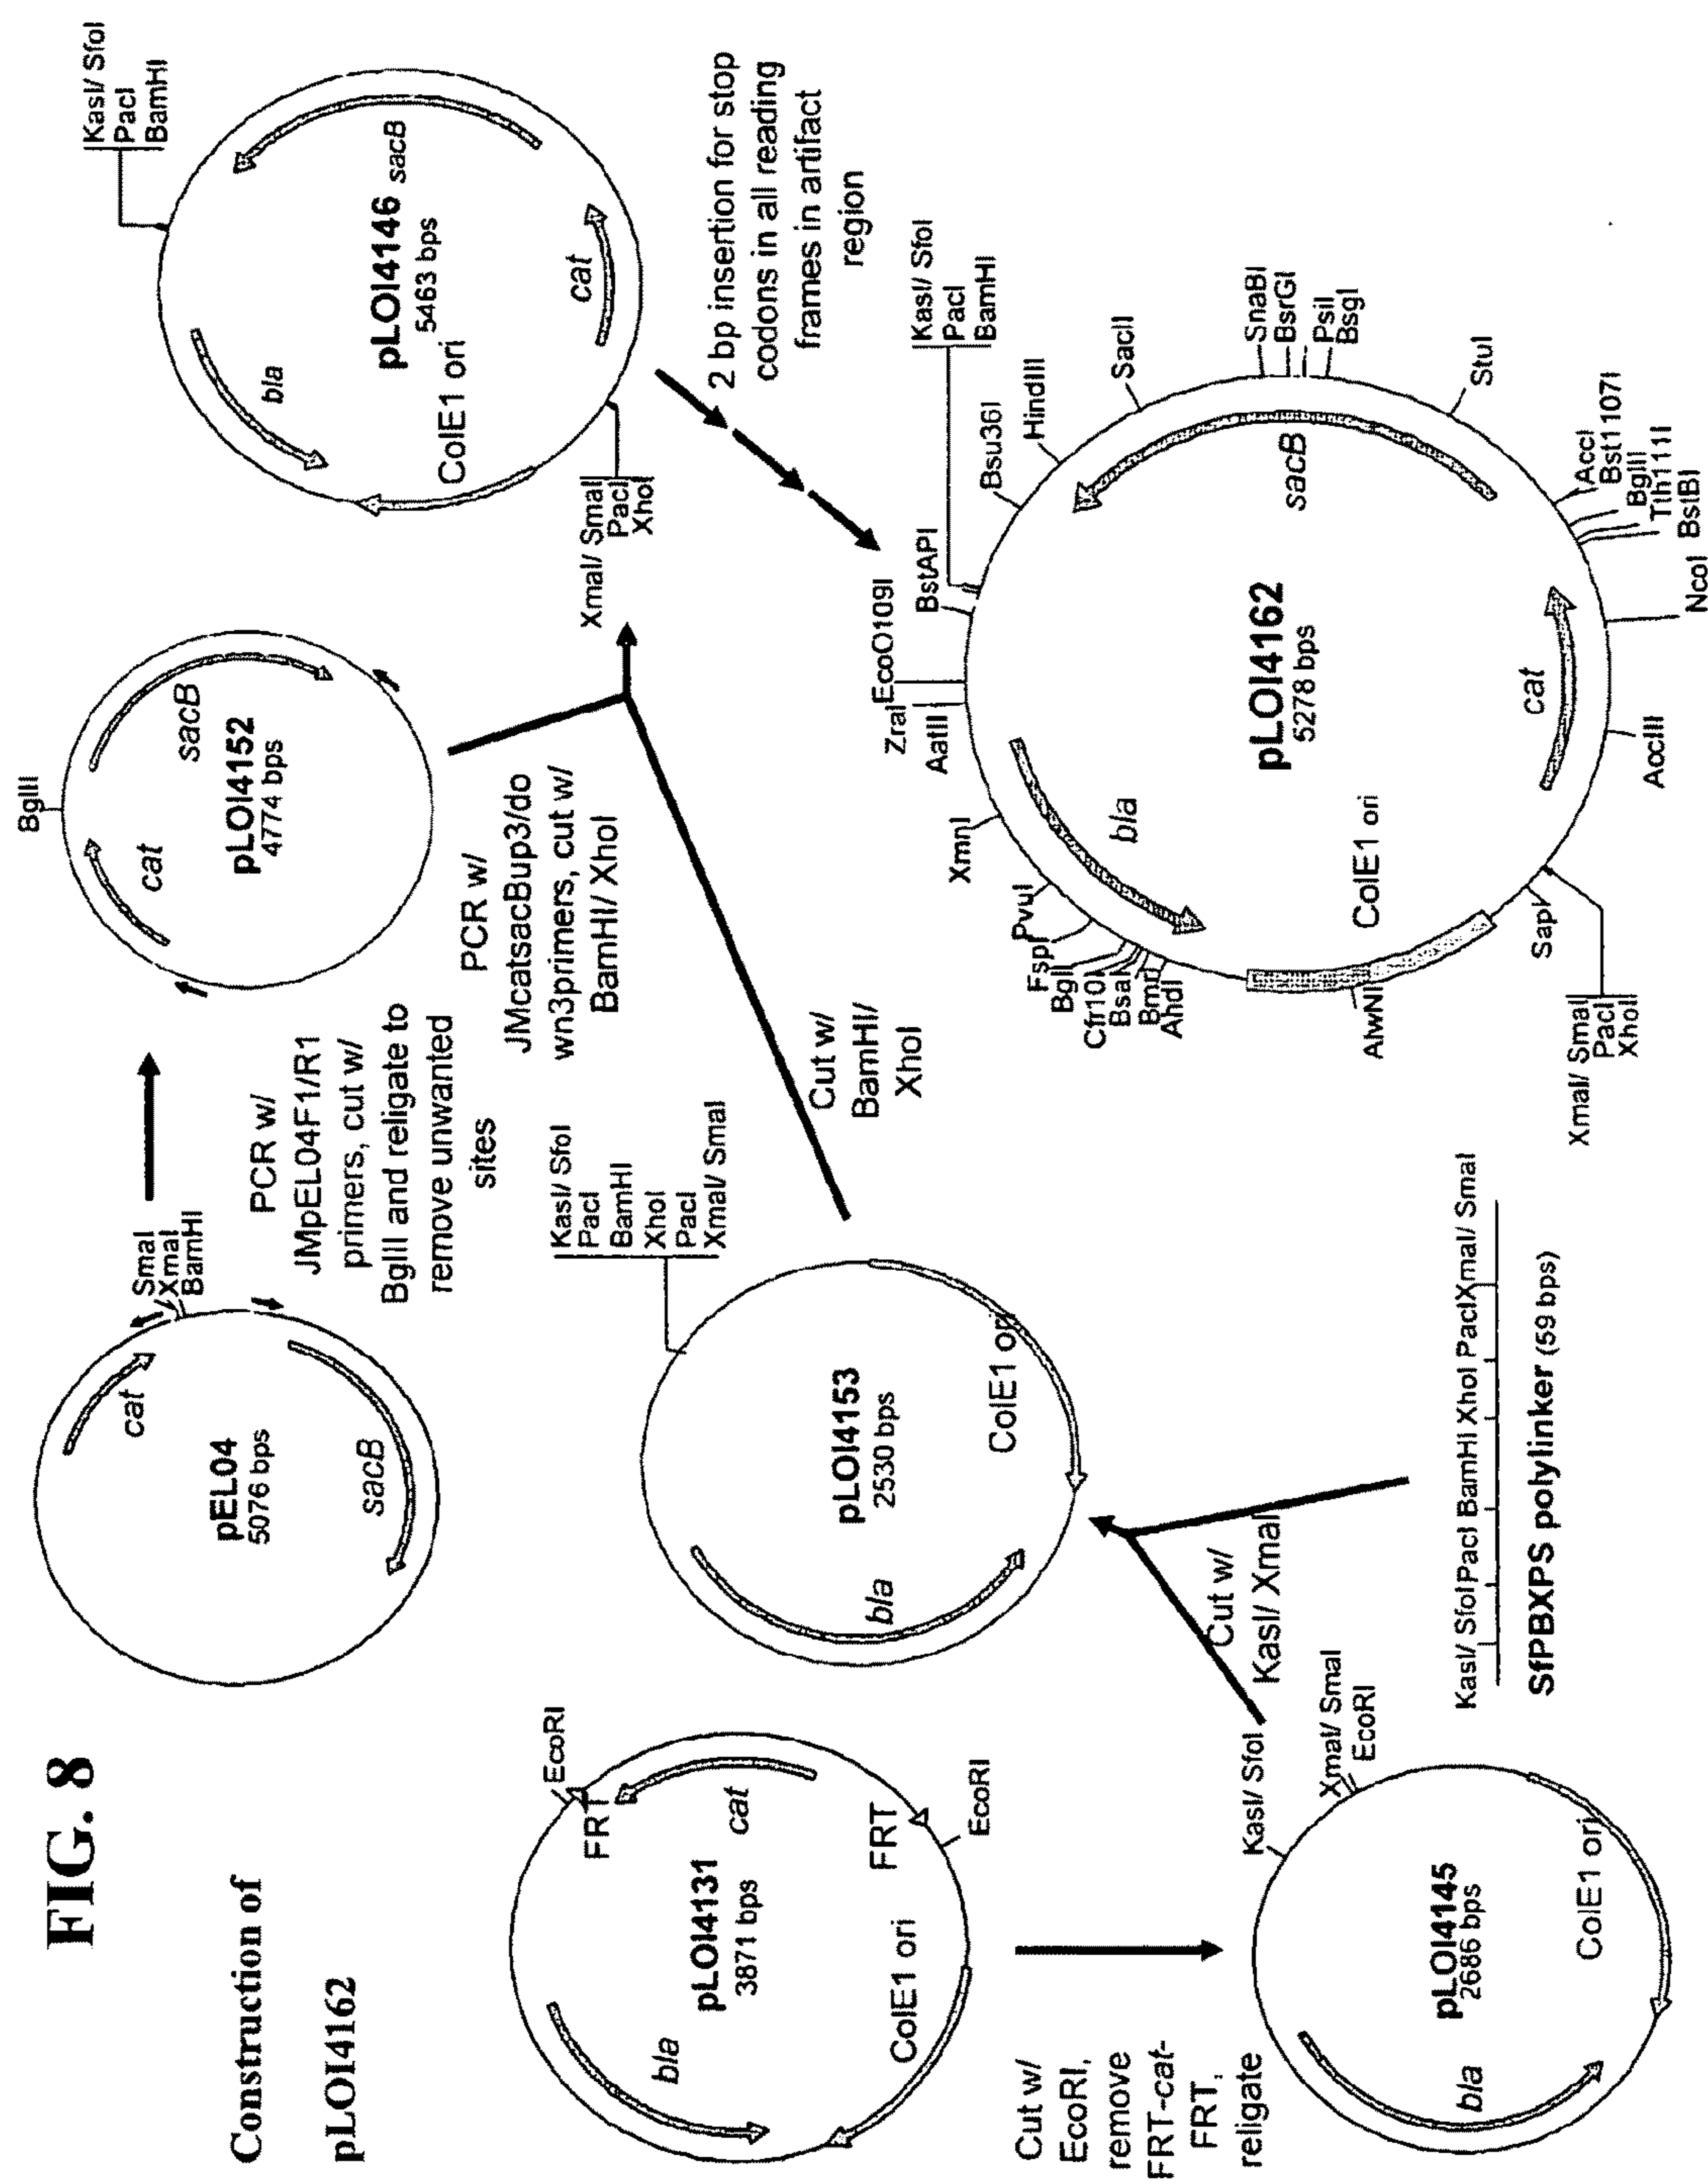 FIG. 8
Construction of
pLOI4162
pEL04
5076 bps
cat
sacB
SmaI
XmaI
BamHI
PCR w/
JMpEL04F1/R1
primers, cut w/
BglII and religate to
remove unwanted
sites
BglII
cat
sacB
pLOI4152
4774 bps
PCR w/
JMcatsacBup3/do
wn3primers, cut w/
BamHI/ XhoI
KasI/ SfoI
PacI
BamHI
pLOI4146
5463 bps
sacB
cat
bla
ColE1 ori
XmaI/ SmaI
PacI
XhoI
EcoRI
FRT
cat
pLOI4131
3871 bps
FRT
EcoRI
ColE1 ori
bla
Cut w/
EcoRI,
remove
FRT-cat-
FRT,
religate
KasI/ SfoI
XmaI/ SmaI
EcoRI
pLOI4145
2686 bps
bla
ColE1 ori
Cut w/
KasI/ XmaI
KasI/ SfoI PacI BamHI XhoI PacI XmaI/ SmaI
SfPBXPS polylinker (59 bps)
KasI/ SfoI
PacI
BamHI
XhoI
PacI
XmaI/ SmaI
pLOI4153
2530 bps
bla
ColE1 ori
Cut w/
BamHI/
XhoI
2 bp insertion for stop
codons in all reading
frames in artifact
region
pLOI4162
5278 bps
bla
sacB
cat
ColE1 ori
ZraI
AatII
EcoO109I
BstAPI
KasI/ SfoI
PacI
BamHI
Bsu36I
HindIII
SacII
SnaBI
BsrGI
PsiI
BsgI
StuI
AccI
Bst1107I
BglII
Tth111I
BstBI
NcoI
AccIII
XmaI/ SmaI
PacI
XhoI
SapI
AlwNI
AhdI
BmrI
BsaI
Cfr10I
BglI
FspI
PvuI
XmnI